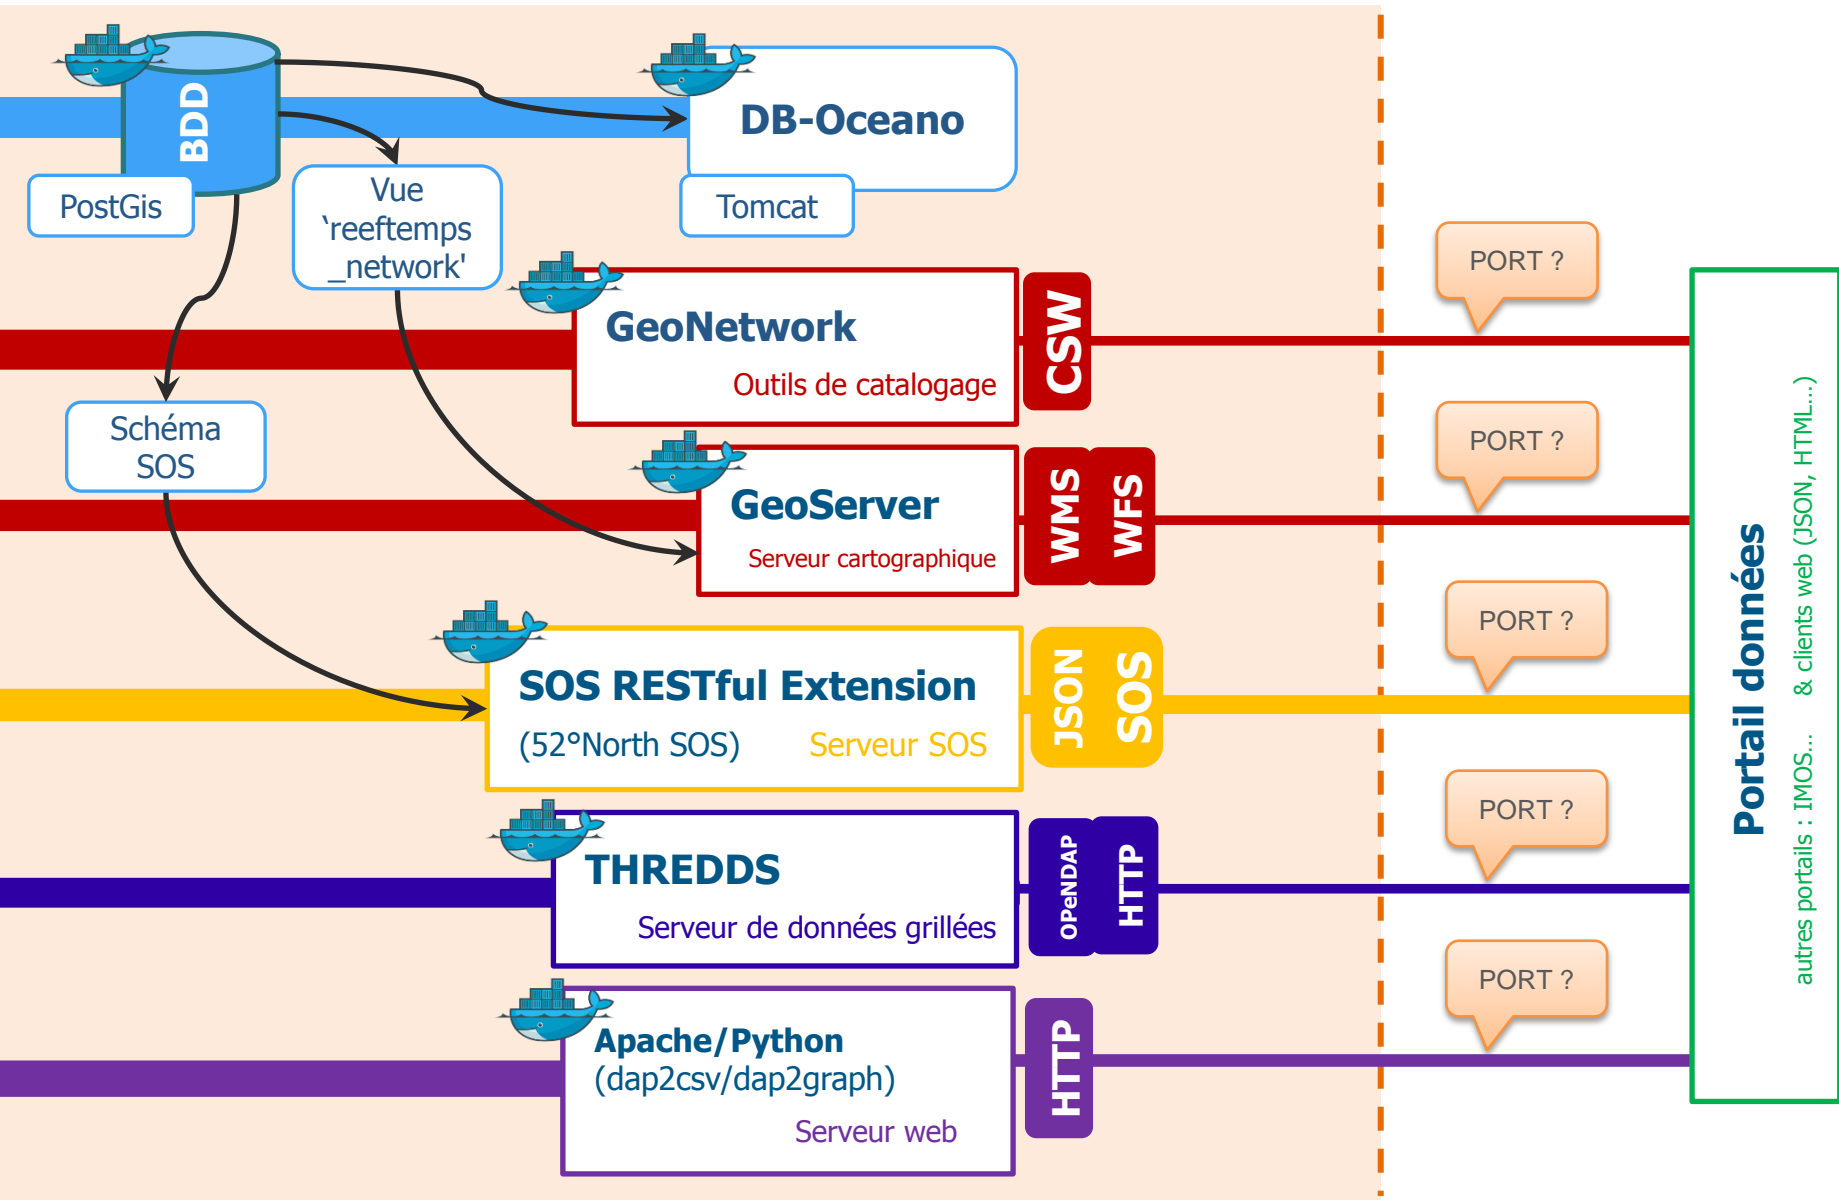 BDD
PostGis
Vue
‘reeftemps
_network'
DB-Oceano
Tomcat
Schéma
SOS
GeoNetwork
Outils de catalogage
CSW
PORT ?
GeoServer
Serveur cartographique
WMS
WFS
PORT ?
SOS RESTful Extension
(52°North SOS)
Serveur SOS
JSON
SOS
PORT ?
THREDDS
Serveur de données grillées
OPeNDAP
HTTP
PORT ?
Apache/Python
(dap2csv/dap2graph)
Serveur web
HTTP
PORT ?
Portail données
autres portails : IMOS... & clients web (JSON, HTML...)